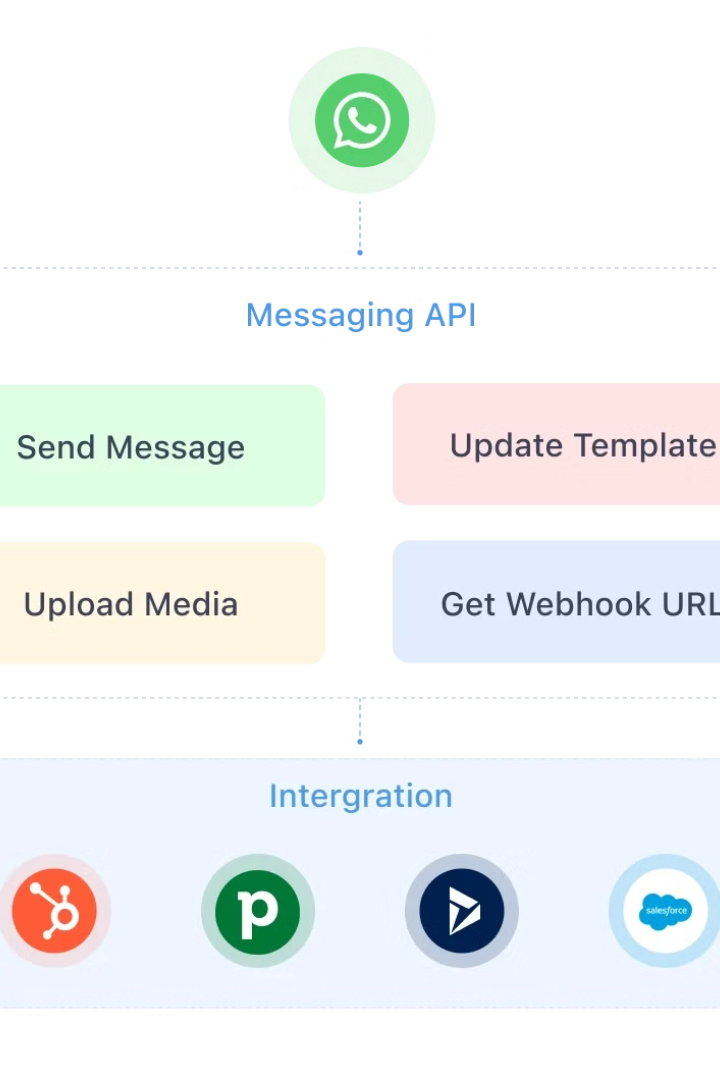 Messaging API
Send Message
Update Template
Upload Media
Get Webhook URL
Intergration
p
salesforce